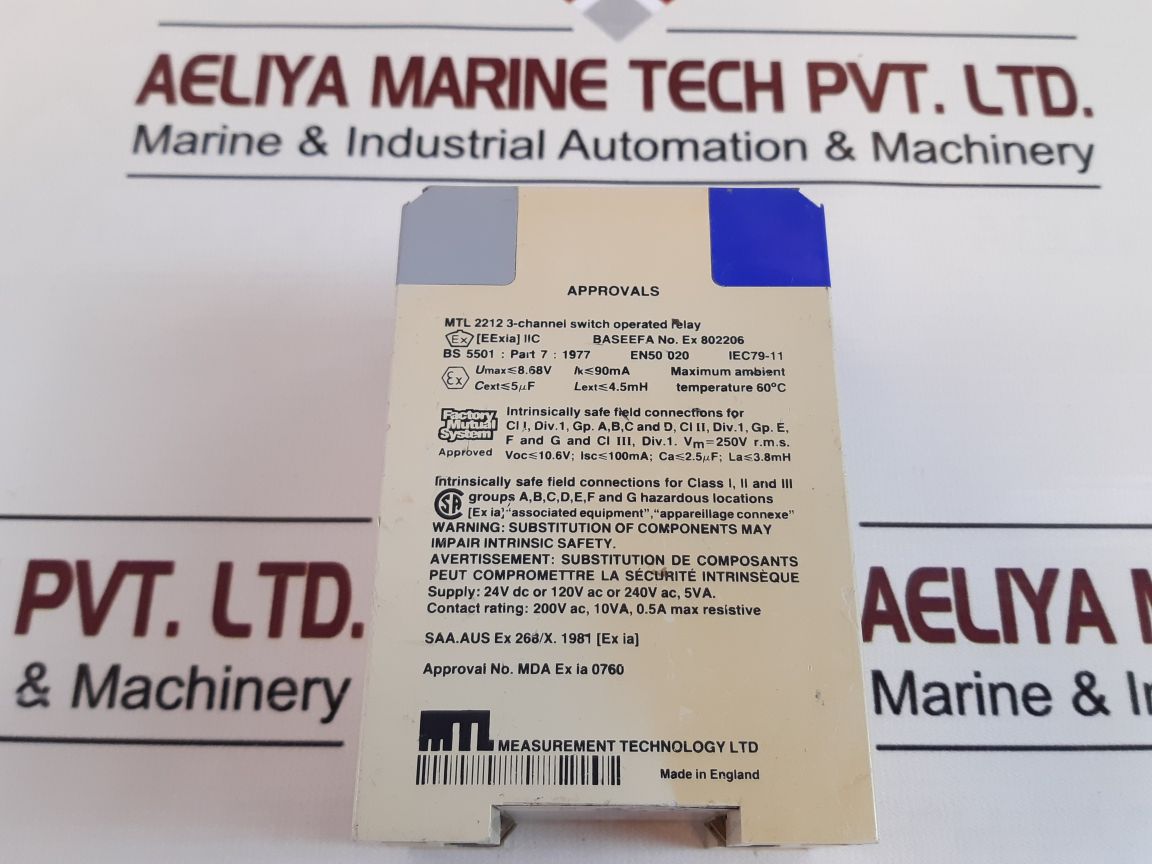 AELIYA MARINE TECH PVT. LTD.
Marine & Industrial Automation & Machinery
APPROVALS
MTL 2212 3-channel switch operated relay
Ex [EExia] IIC BASEEFA No. Ex 802206
BS 5501 : Part 7 : 1977 EN50 020 IEC79-11
Ex Umax≤8.68V Ik≤90mA Maximum ambient
Cext≤5µF Lext≤4.5mH temperature 60°C
Factory Mutual System
Approved
Intrinsically safe field connections for
Cl I, Div.1, Gp. A,B,C and D, Cl II, Div.1, Gp. E,
F and G and Cl III, Div.1. Vm=250V r.m.s.
Voc≤10.6V; Isc≤100mA; Ca≤2.5µF; La≤3.8mH
Intrinsically safe field connections for Class I, II and III
SA groups A,B,C,D,E,F and G hazardous locations
[Ex ia] "associated equipment", "appareillage connexe"
WARNING: SUBSTITUTION OF COMPONENTS MAY
IMPAIR INTRINSIC SAFETY.
AVERTISSEMENT: SUBSTITUTION DE COMPOSANTS
PEUT COMPROMETTRE LA SÉCURITÉ INTRINSÈQUE
Supply: 24V dc or 120V ac or 240V ac, 5VA.
Contact rating: 200V ac, 10VA, 0.5A max resistive
SAA.AUS Ex 268/X. 1981 [Ex ia]
Approval No. MDA Ex ia 0760
MTL MEASUREMENT TECHNOLOGY LTD
Made in England
PVT. LTD.
& Machinery
AELIYA
Marine &